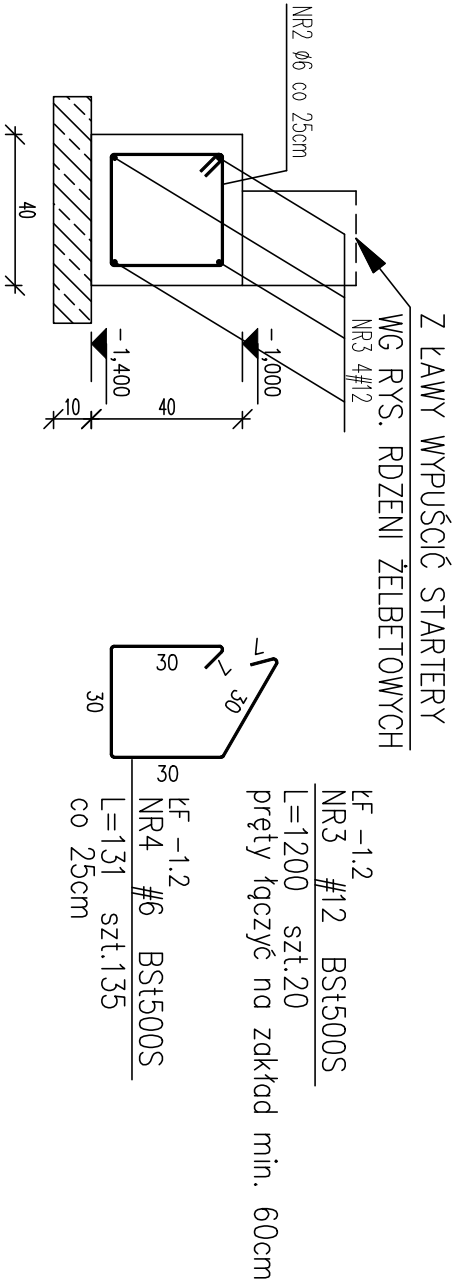 Z ŁAWY WYPUŚCIĆ STARTERY
WG RYS. RDZENI ŻELBETOWYCH
NR3 4#12
NR2 ø6 co 25cm
-1,000
-1,400
40
10
40
30
30
30
30
7
7
ŁF -1.2
NR3 #12 BSt500S
L=1200 szt.20
pręty łączyć na zakład min. 60cm
ŁF -1.2
NR4 #6 BSt500S
L=131 szt.135
co 25cm